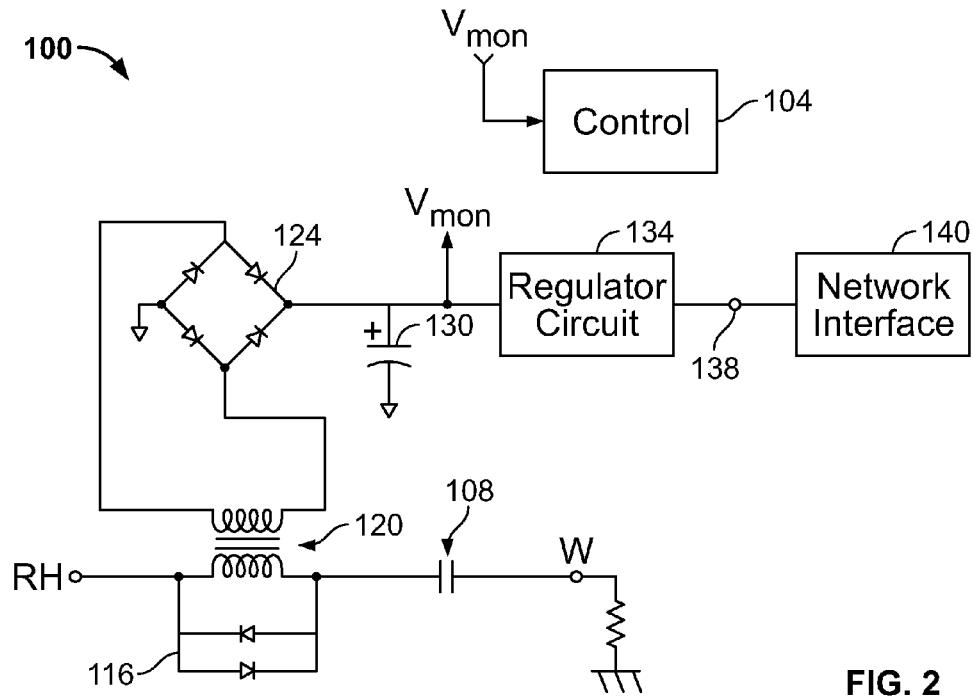 100
V mon
Control
104
V mon
124
134
140
Regulator
Circuit
Network
Interface
+
130
138
108
120
RH
W
116
FIG. 2